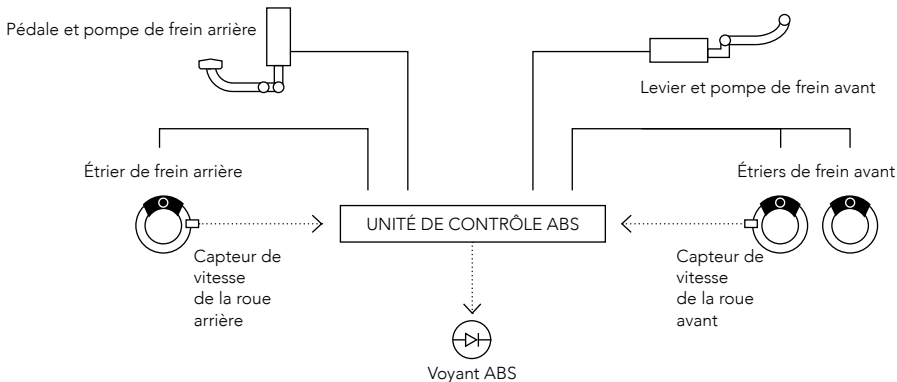 Pédale et pompe de frein arrière
Levier et pompe de frein avant
Étrier de frein arrière
Étriers de frein avant
UNITÉ DE CONTRÔLE ABS
Capteur de
vitesse
de la roue
arrière
Capteur de
vitesse
de la roue
avant
Voyant ABS